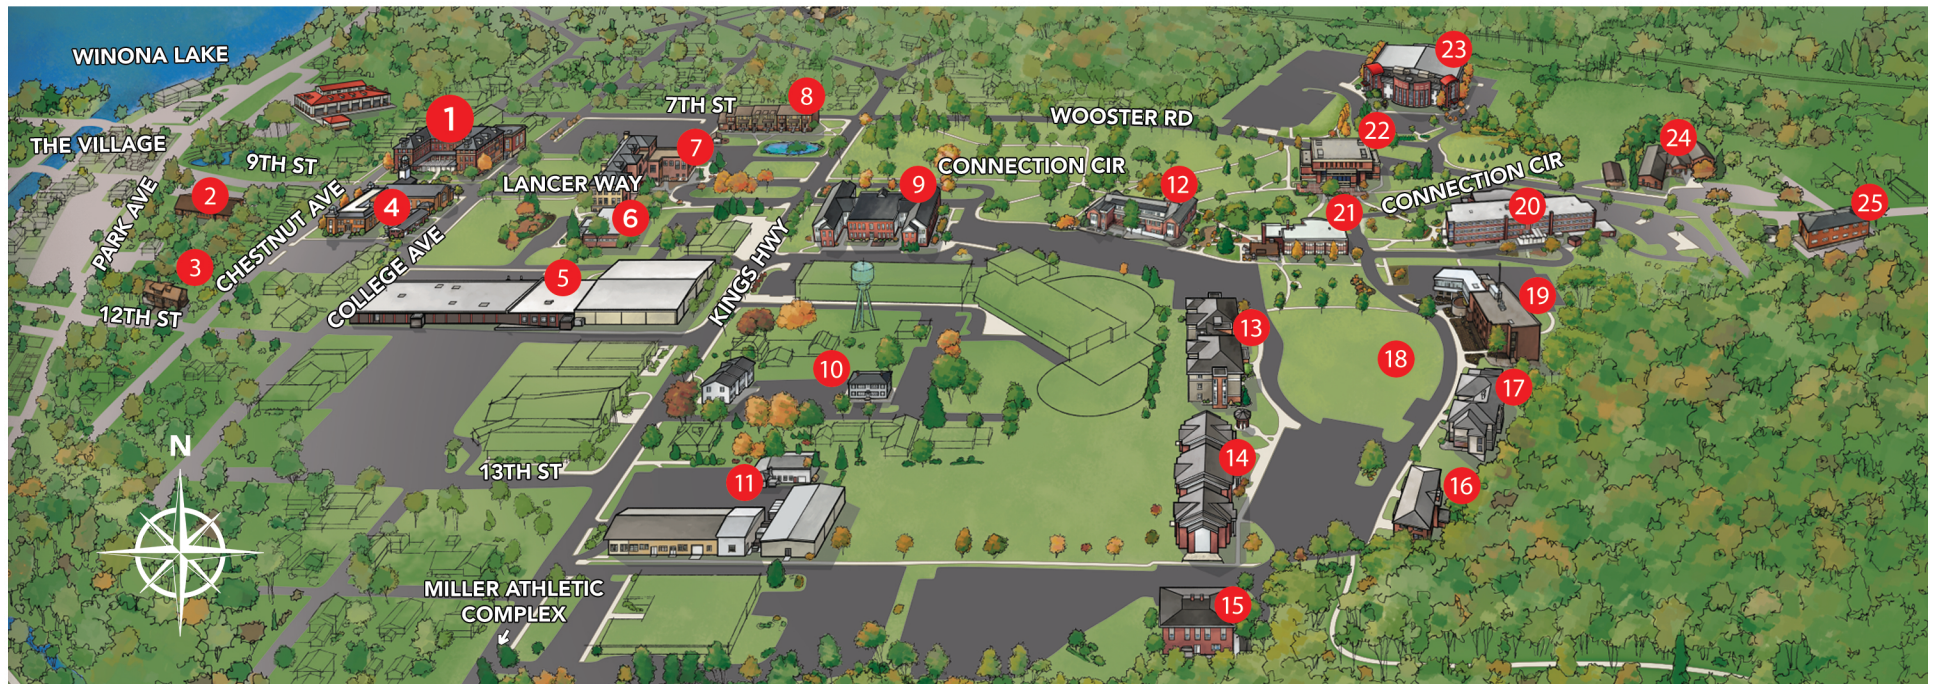 WINONA LAKE
THE VILLAGE
PARK AVE
9TH ST
CHESTNUT AVE
12TH ST
COLLEGE AVE
LANCER WAY
7TH ST
KINGS HWY
13TH ST
WOOSTER RD
CONNECTION CIR
CONNECTION CIR
N
MILLER ATHLETIC
COMPLEX
1
2
3
4
5
6
7
8
9
10
11
12
13
14
15
16
17
18
19
20
21
22
23
24
25